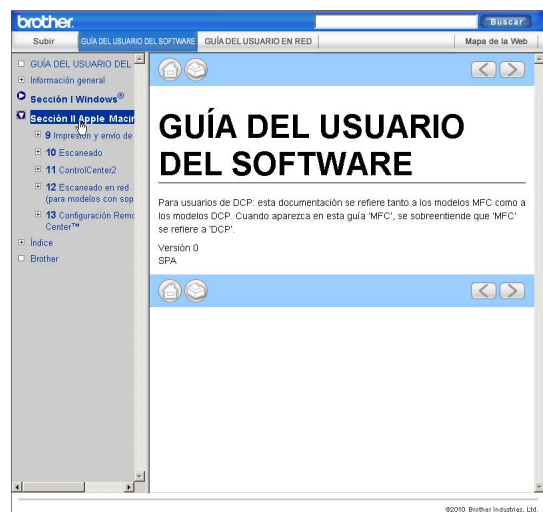 brother.
Buscar
Subir
GUÍA DEL USUARIO DEL SOFTWARE
GUÍA DEL USUARIO EN RED
Mapa de la Web
GUÍA DEL USUARIO DEL
Información general
Sección I Windows®
Sección II Apple Macin
9 Impresión y envío de
10 Escaneado
11 ControlCenter2
12 Escaneado en red
(para modelos con sop
13 Configuración Remo
Center™
Índice
Brother
GUÍA DEL USUARIO
DEL SOFTWARE
Para usuarios de DCP: esta documentación se refiere tanto a los modelos MFC como a
los modelos DCP. Cuando aparezca en esta guía 'MFC', se sobreentiende que 'MFC'
se refiere a 'DCP'.
Versión 0
SPA
©2010 Brother Industries, Ltd.